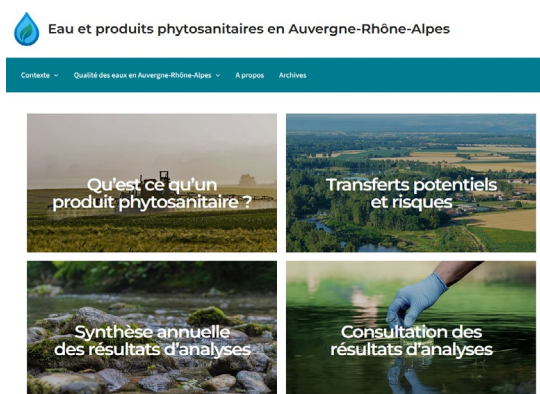 Eau et produits phytosanitaires en Auvergne-Rhône-Alpes
Contexte
Qualité des eaux en Auvergne-Rhône-Alpes
A propos
Archives
Qu'est ce qu'un
produit phytosanitaire ?
Transferts potentiels
et risques
Synthèse annuelle
des résultats d'analyses
Consultation des
résultats d'analyses